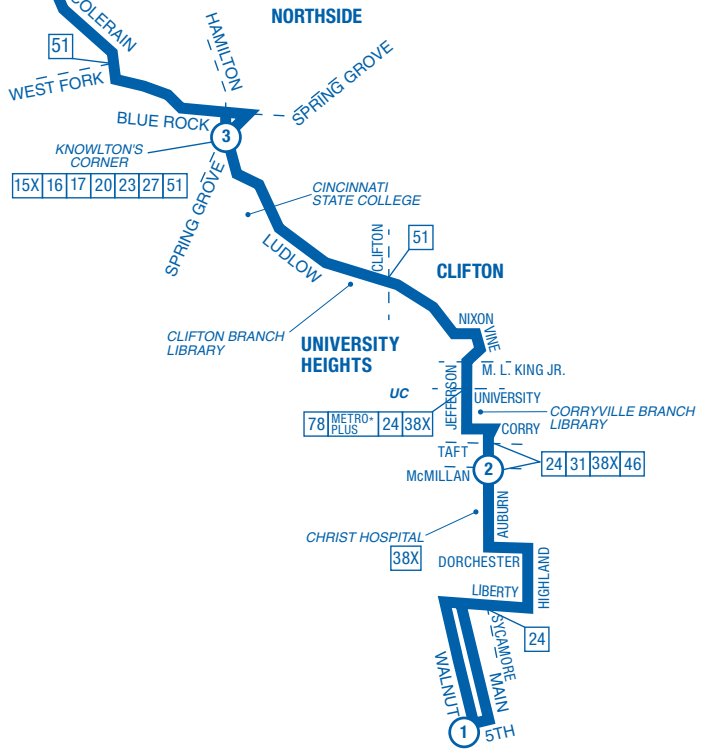 NORTHSIDE
COLERAIN
HAMILTON
51
WEST FORK
SPRING GROVE
BLUE ROCK
3
KNOWLTON'S
CORNER
15X 16 17 20 23 27 51
SPRING GROVE
CINCINNATI
STATE COLLEGE
LUDLOW
CLIFTON
51
CLIFTON
CLIFTON BRANCH
LIBRARY
UNIVERSITY
HEIGHTS
NIXON
VINE
M. L. KING JR.
JEFFERSON
UC
UNIVERSITY
78 METRO* PLUS 24 38X
CORRYVILLE BRANCH
LIBRARY
CORRY
TAFT
McMILLAN
2
24 31 38X 46
AUBURN
CHRIST HOSPITAL
38X
DORCHESTER
HIGHLAND
LIBERTY
24
SYCAMORE
WALNUT
MAIN
1
5TH